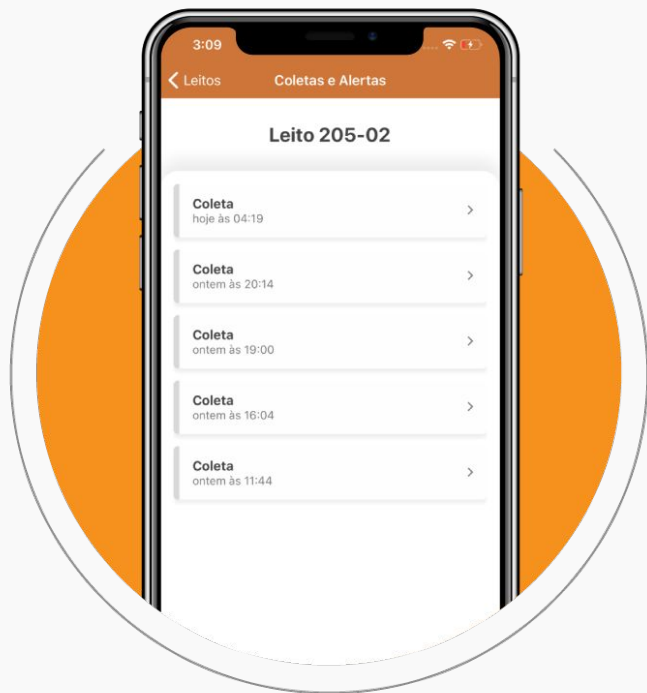 3:09
Leitos
Coletas e Alertas
Leito 205-02
Coleta
hoje às 04:19
Coleta
ontem às 20:14
Coleta
ontem às 19:00
Coleta
ontem às 16:04
Coleta
ontem às 11:44